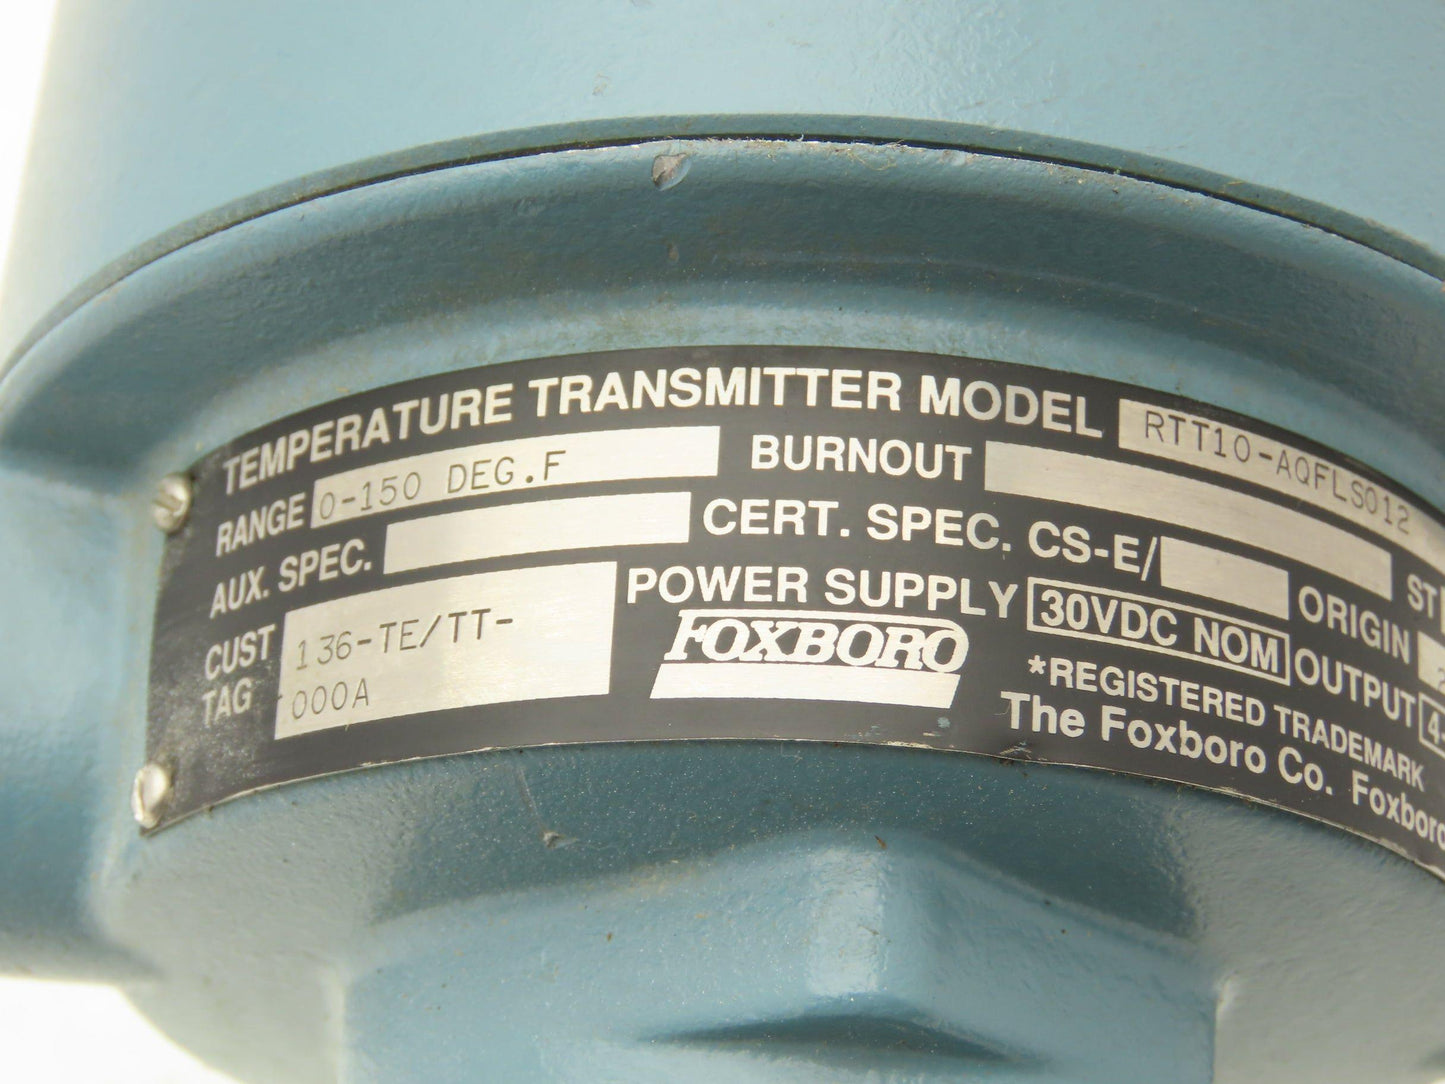 TEMPERATURE TRANSMITTER MODEL RTT10-AQFLS012
RANGE 0-150 DEG.F BURNOUT
AUX. SPEC. CERT. SPEC. CS-E/ ORIGIN
CUST TAG 136-TE/TT-
000A
POWER SUPPLY 30VDC NOM OUTPUT
FOXBORO
*REGISTERED TRADEMARK
The Foxboro Co. Foxboro